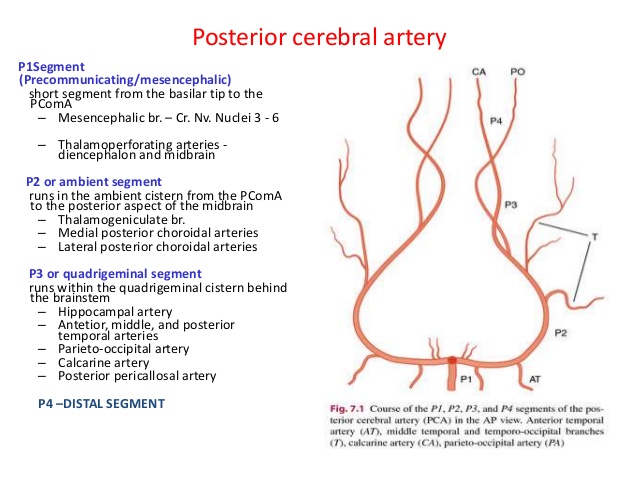 Posterior cerebral artery
P1Segment
(Precommunicating/mesencephalic)
short segment from the basilar tip to the
PComA
– Mesencephalic br. – Cr. Nv. Nuclei 3 - 6
– Thalamoperforating arteries -
diencephalon and midbrain
P2 or ambient segment
runs in the ambient cistern from the PComA
to the posterior aspect of the midbrain
– Thalamogeniculate br.
– Medial posterior choroidal arteries
– Lateral posterior choroidal arteries
P3 or quadrigeminal segment
runs within the quadrigeminal cistern behind
the brainstem
– Hippocampal artery
– Antetior, middle, and posterior
temporal arteries
– Parieto-occipital artery
– Calcarine artery
– Posterior pericallosal artery
P4 –DISTAL SEGMENT
CA PO
P4
P3
T
P2
P1
AT
Fig. 7.1 Course of the P1, P2, P3, and P4 segments of the pos-
terior cerebral artery (PCA) in the AP view. Anterior temporal
artery (AT), middle temporal and temporo-occipital branches
(T), calcarine artery (CA), parieto-occipital artery (PA)